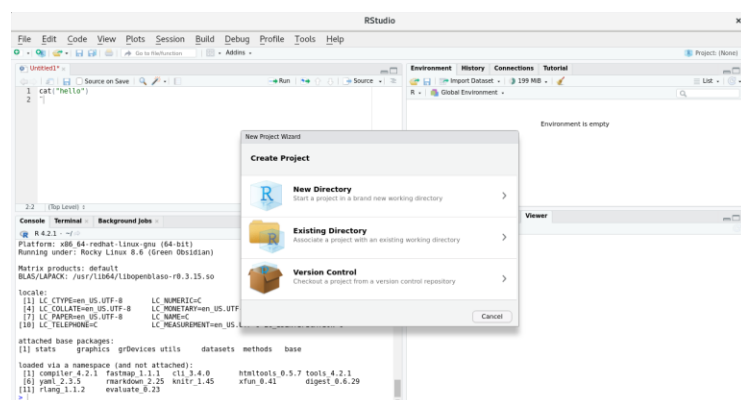 RStudio
File Edit Code View Plots Session Build Debug Profile Tools Help
Go to file/function Addins Project: (None)
Untitled1*
Source on Save Run Source
1 cat("hello")
2
2:2 (Top Level)
Console Terminal Background Jobs
R 4.2.1 · ~/
Platform: x86_64-redhat-linux-gnu (64-bit)
Running under: Rocky Linux 8.6 (Green Obsidian)
Matrix products: default
BLAS/LAPACK: /usr/lib64/libopenblaso-r0.3.15.so
locale:
[1] LC_CTYPE=en_US.UTF-8 LC_NUMERIC=C
[4] LC_COLLATE=en_US.UTF-8 LC_MONETARY=en_US.UTF
[7] LC_PAPER=en_US.UTF-8 LC_NAME=C
[10] LC_TELEPHONE=C LC_MEASUREMENT=en_US.
attached base packages:
[1] stats graphics grDevices utils datasets methods base
loaded via a namespace (and not attached):
[1] compiler_4.2.1 fastmap_1.1.1 cli_3.4.0 htmltools_0.5.7 tools_4.2.1
[6] yaml_2.3.5 rmarkdown_2.25 knitr_1.45 xfun_0.41 digest_0.6.29
[11] rlang_1.1.2 evaluate_0.23
>
Environment History Connections Tutorial
Import Dataset 199 MiB List
R Global Environment
Environment is empty
Viewer
New Project Wizard
Create Project
New Directory
Start a project in a brand new working directory
Existing Directory
Associate a project with an existing working directory
Version Control
Checkout a project from a version control repository
Cancel